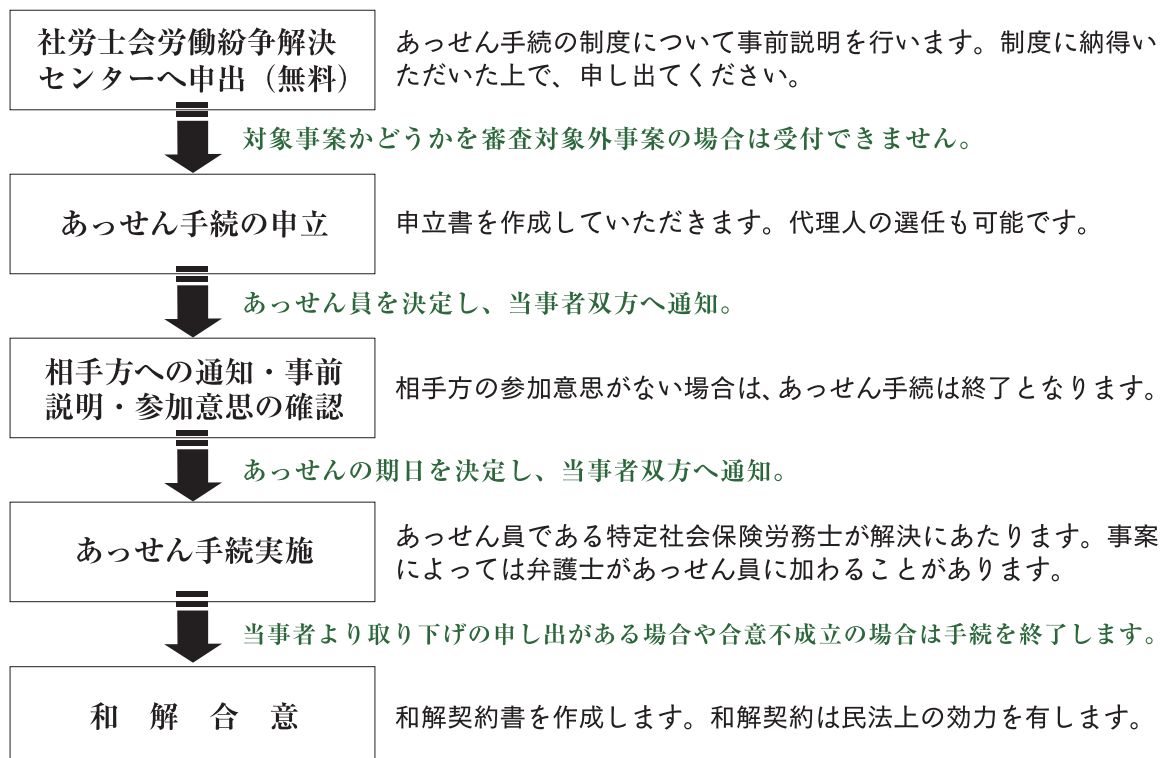 社労士会労働紛争解決
センターへ申出（無料）
あっせん手続の制度について事前説明を行います。制度に納得い
ただいた上で、申し出てください。
対象事案かどうかを審査対象外事案の場合は受付できません。
あっせん手続の申立
申立書を作成していただきます。代理人の選任も可能です。
あっせん員を決定し、当事者双方へ通知。
相手方への通知・事前
説明・参加意思の確認
相手方の参加意思がない場合は、あっせん手続は終了となります。
あっせんの期日を決定し、当事者双方へ通知。
あっせん手続実施
あっせん員である特定社会保険労務士が解決にあたります。事案
によっては弁護士があっせん員に加わることがあります。
当事者より取り下げの申し出がある場合や合意不成立の場合は手続を終了します。
和　解　合　意
和解契約書を作成します。和解契約は民法上の効力を有します。